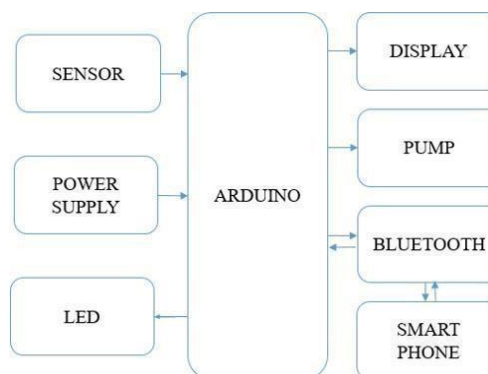 SENSOR
POWER
SUPPLY
LED
ARDUINO
DISPLAY
PUMP
BLUETOOTH
SMART
PHONE